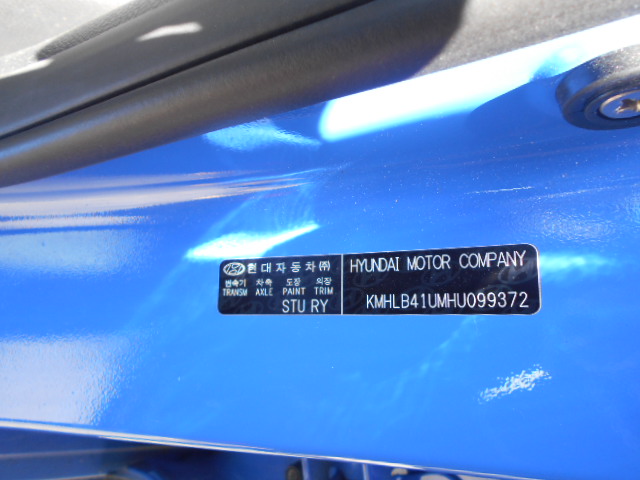 현대자동차㈜
변속기 차축 도장 의장
TRANSM AXLE PAINT TRIM
STU RY
HYUNDAI MOTOR COMPANY
KMHLB41UMHU099372